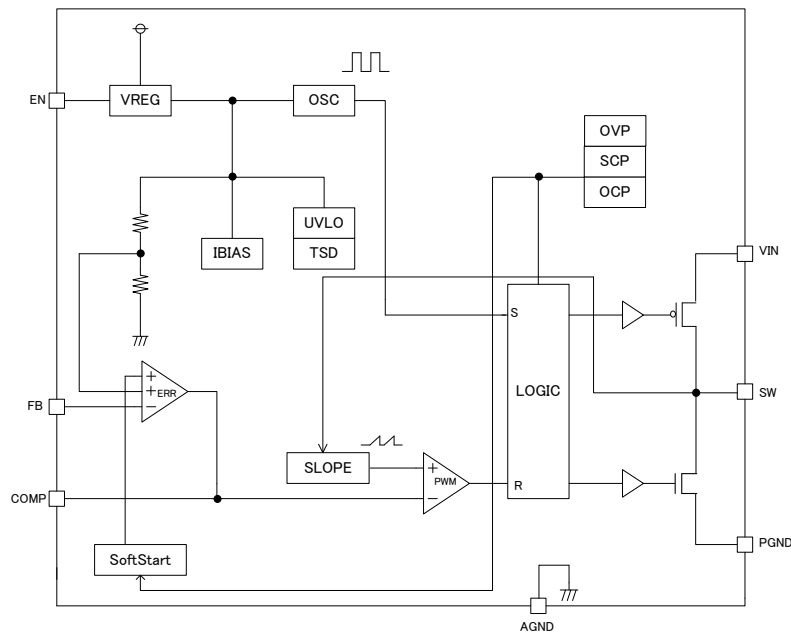 EN
VREG
OSC
OVP
SCP
OCP
UVLO
TSD
IBIAS
VIN
S
LOGIC
+
+
ERR
−
FB
SW
SLOPE
+
PWM
−
R
COMP
SoftStart
PGND
AGND